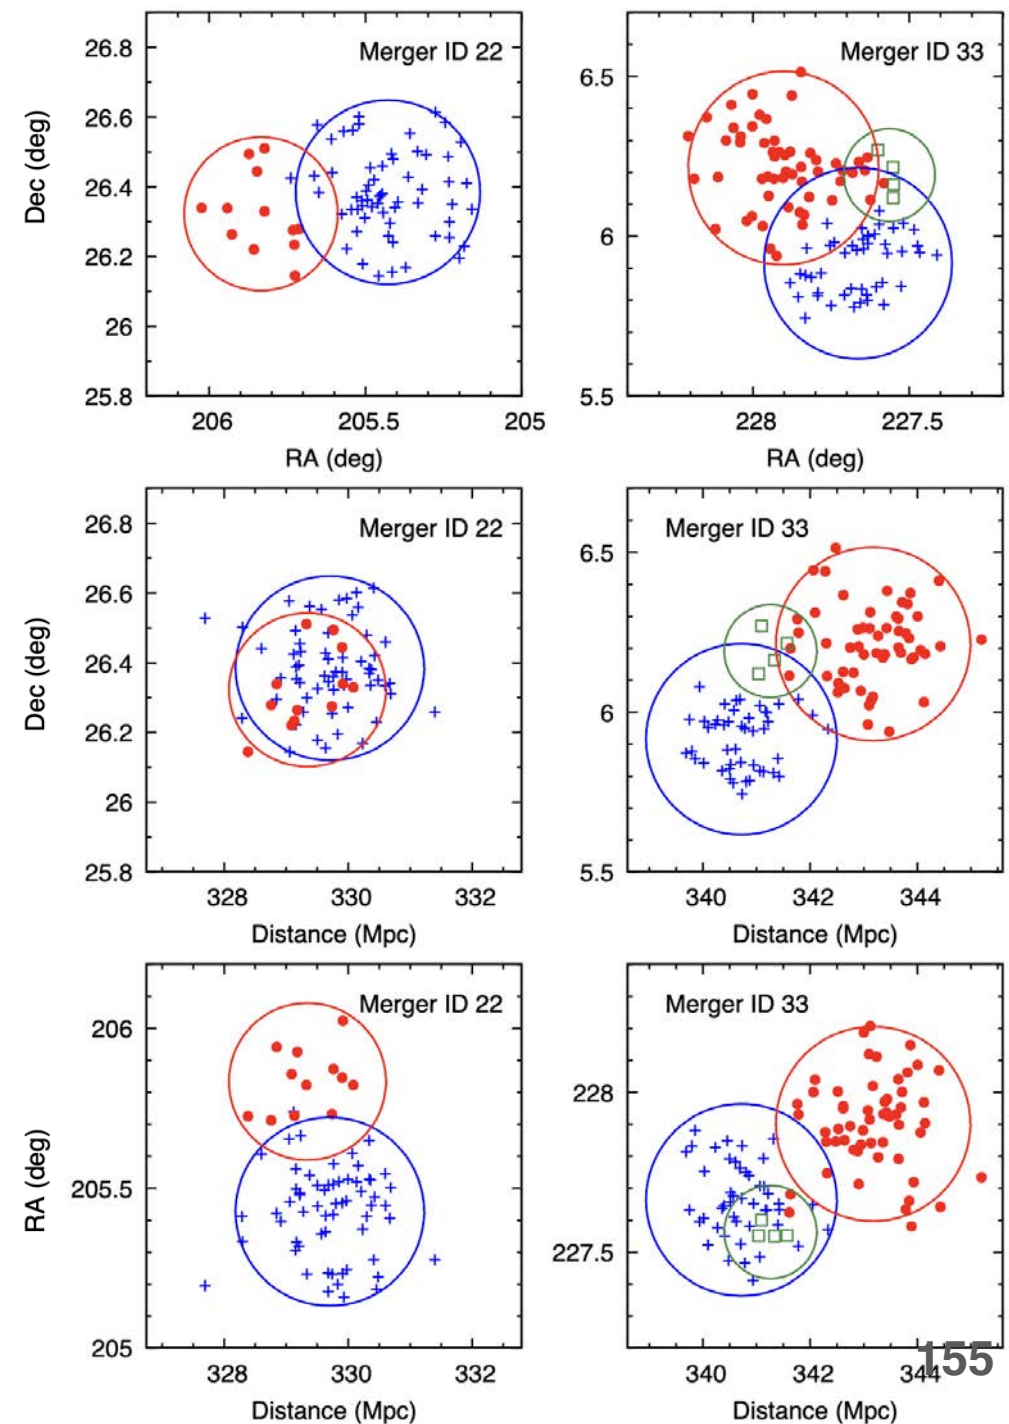 Merger ID 22
26.8
26.6
26.4
26.2
26
25.8
206
205.5
205
RA (deg)
Dec (deg)
Merger ID 33
6.5
6
5.5
228
227.5
RA (deg)
Merger ID 22
26.8
26.6
26.4
26.2
26
25.8
328
330
332
Distance (Mpc)
Dec (deg)
Merger ID 33
6.5
6
5.5
340
342
344
Distance (Mpc)
Merger ID 22
206
205.5
205
328
330
332
Distance (Mpc)
RA (deg)
Merger ID 33
228
227.5
340
342
344
Distance (Mpc)
155